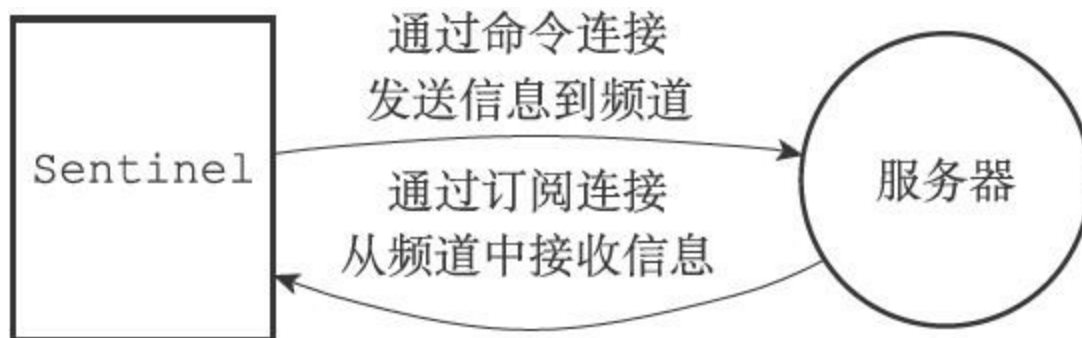 通过命令连接
发送信息到频道
Sentinel
通过订阅连接
从频道中接收信息
服务器